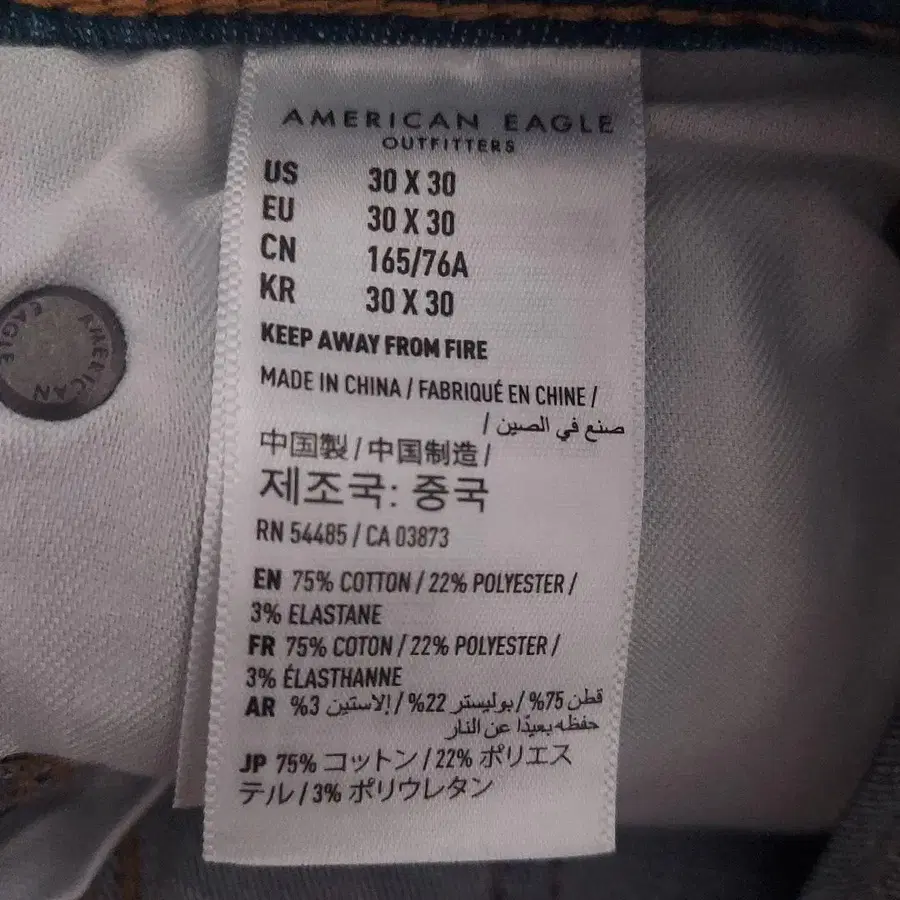 AMERICAN EAGLE
OUTFITTERS
US 30 X 30
EU 30 X 30
CN 165/76A
KR 30 X 30
KEEP AWAY FROM FIRE
MADE IN CHINA / FABRIQUÉ EN CHINE /
صنع في الصين /
中国製 / 中国制造 /
제조국: 중국
RN 54485 / CA 03873
EN 75% COTTON / 22% POLYESTER /
3% ELASTANE
FR 75% COTON / 22% POLYESTER /
3% ÉLASTHANNE
AR قطن 75% / بوليستر 22% / إلاستين 3%
حفظه بعيدًا عن النار
JP 75% コットン / 22% ポリエス
テル / 3% ポリウレタン
AMERICAN EAGLE